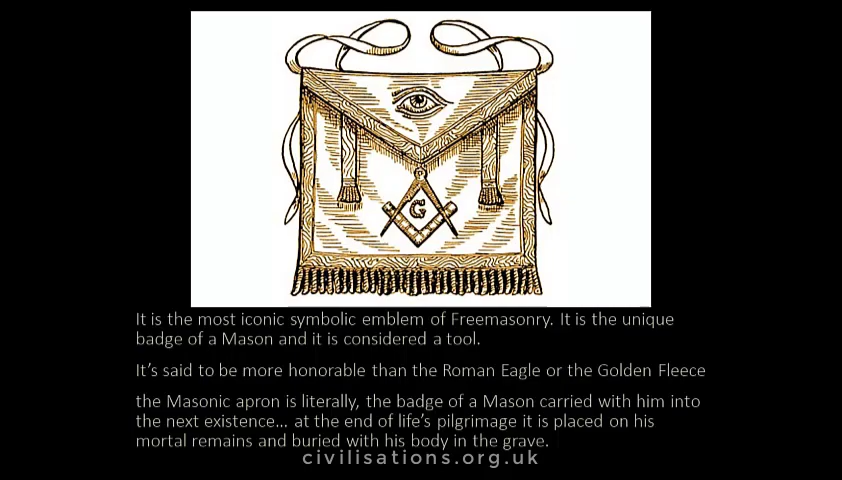 G
It is the most iconic symbolic emblem of Freemasonry. It is the unique
badge of a Mason and it is considered a tool.
It's said to be more honorable than the Roman Eagle or the Golden Fleece
the Masonic apron is literally, the badge of a Mason carried with him into
the next existence... at the end of life's pilgrimage it is placed on his
mortal remains and buried with his body in the grave.
civilisations.org.uk